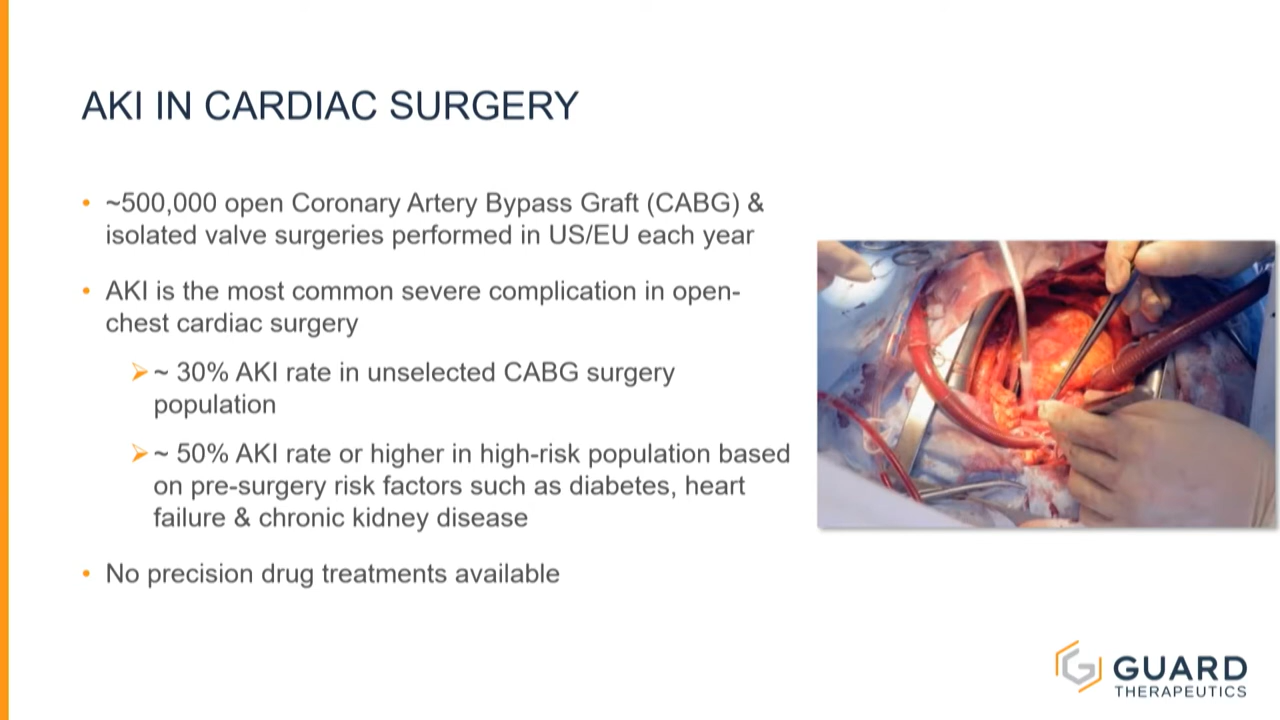 AKI IN CARDIAC SURGERY
• ~500,000 open Coronary Artery Bypass Graft (CABG) &
isolated valve surgeries performed in US/EU each year
• AKI is the most common severe complication in open-
chest cardiac surgery
➢ ~ 30% AKI rate in unselected CABG surgery
population
➢ ~ 50% AKI rate or higher in high-risk population based
on pre-surgery risk factors such as diabetes, heart
failure & chronic kidney disease
• No precision drug treatments available
GUARD
THERAPEUTICS